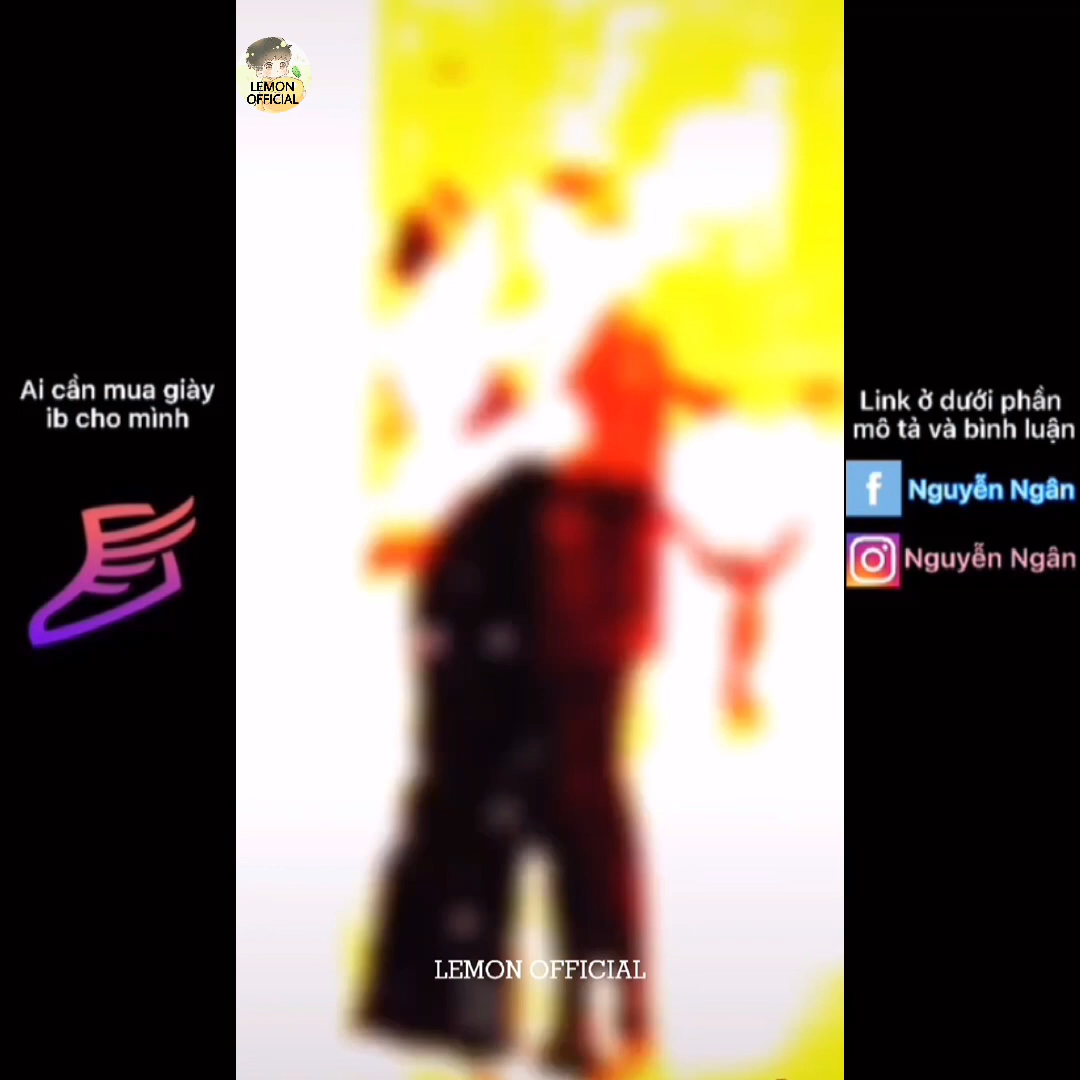 LEMON
OFFICIAL
Ai cần mua giày
ib cho mình
Link ở dưới phần
mô tả và bình luận
f Nguyễn Ngân
Nguyễn Ngân
LEMON OFFICIAL